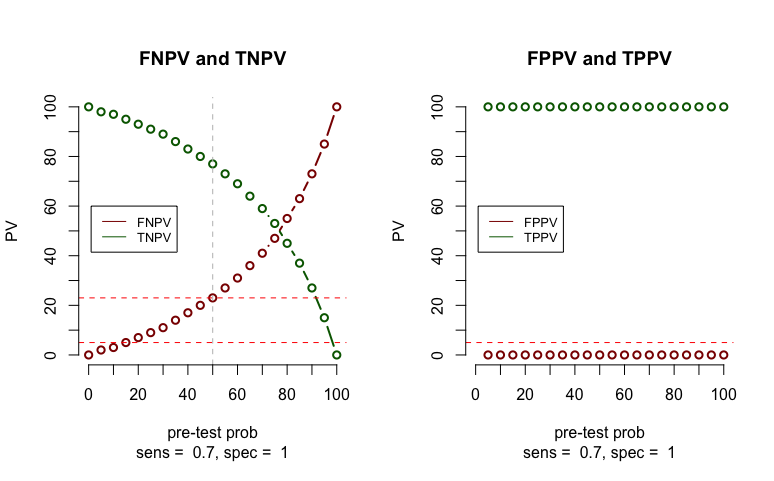 FNPV and TNPV
PV
100
80
60
40
20
0
FNPV
TNPV
0 20 40 60 80 100
pre-test prob
sens =  0.7, spec =  1
FPPV and TPPV
PV
100
80
60
40
20
0
FPPV
TPPV
0 20 40 60 80 100
pre-test prob
sens =  0.7, spec =  1